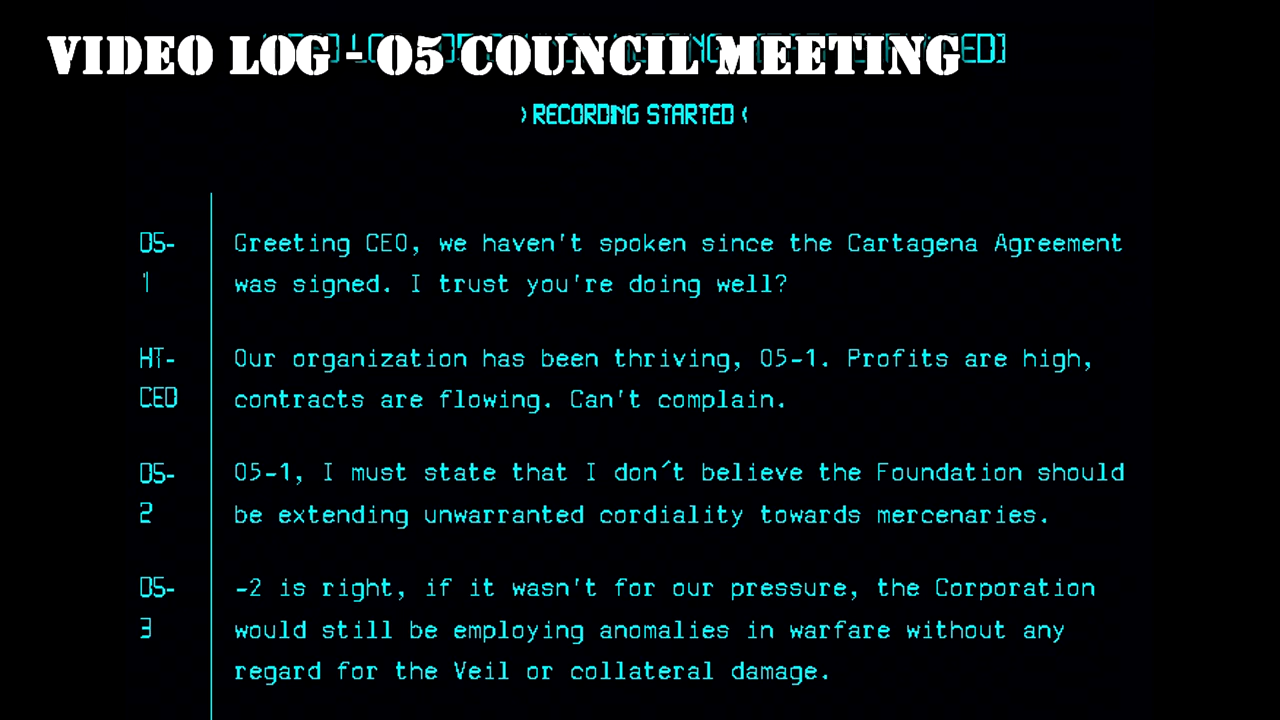 VIDEO LOG - O5 COUNCIL MEETING
ED]
› RECORDING STARTED ‹
O5-
1
Greeting CEO, we haven't spoken since the Cartagena Agreement
was signed. I trust you're doing well?
HT-
CEO
Our organization has been thriving, O5-1. Profits are high,
contracts are flowing. Can't complain.
O5-
2
O5-1, I must state that I don´t believe the Foundation should
be extending unwarranted cordiality towards mercenaries.
O5-
3
-2 is right, if it wasn't for our pressure, the Corporation
would still be employing anomalies in warfare without any
regard for the Veil or collateral damage.